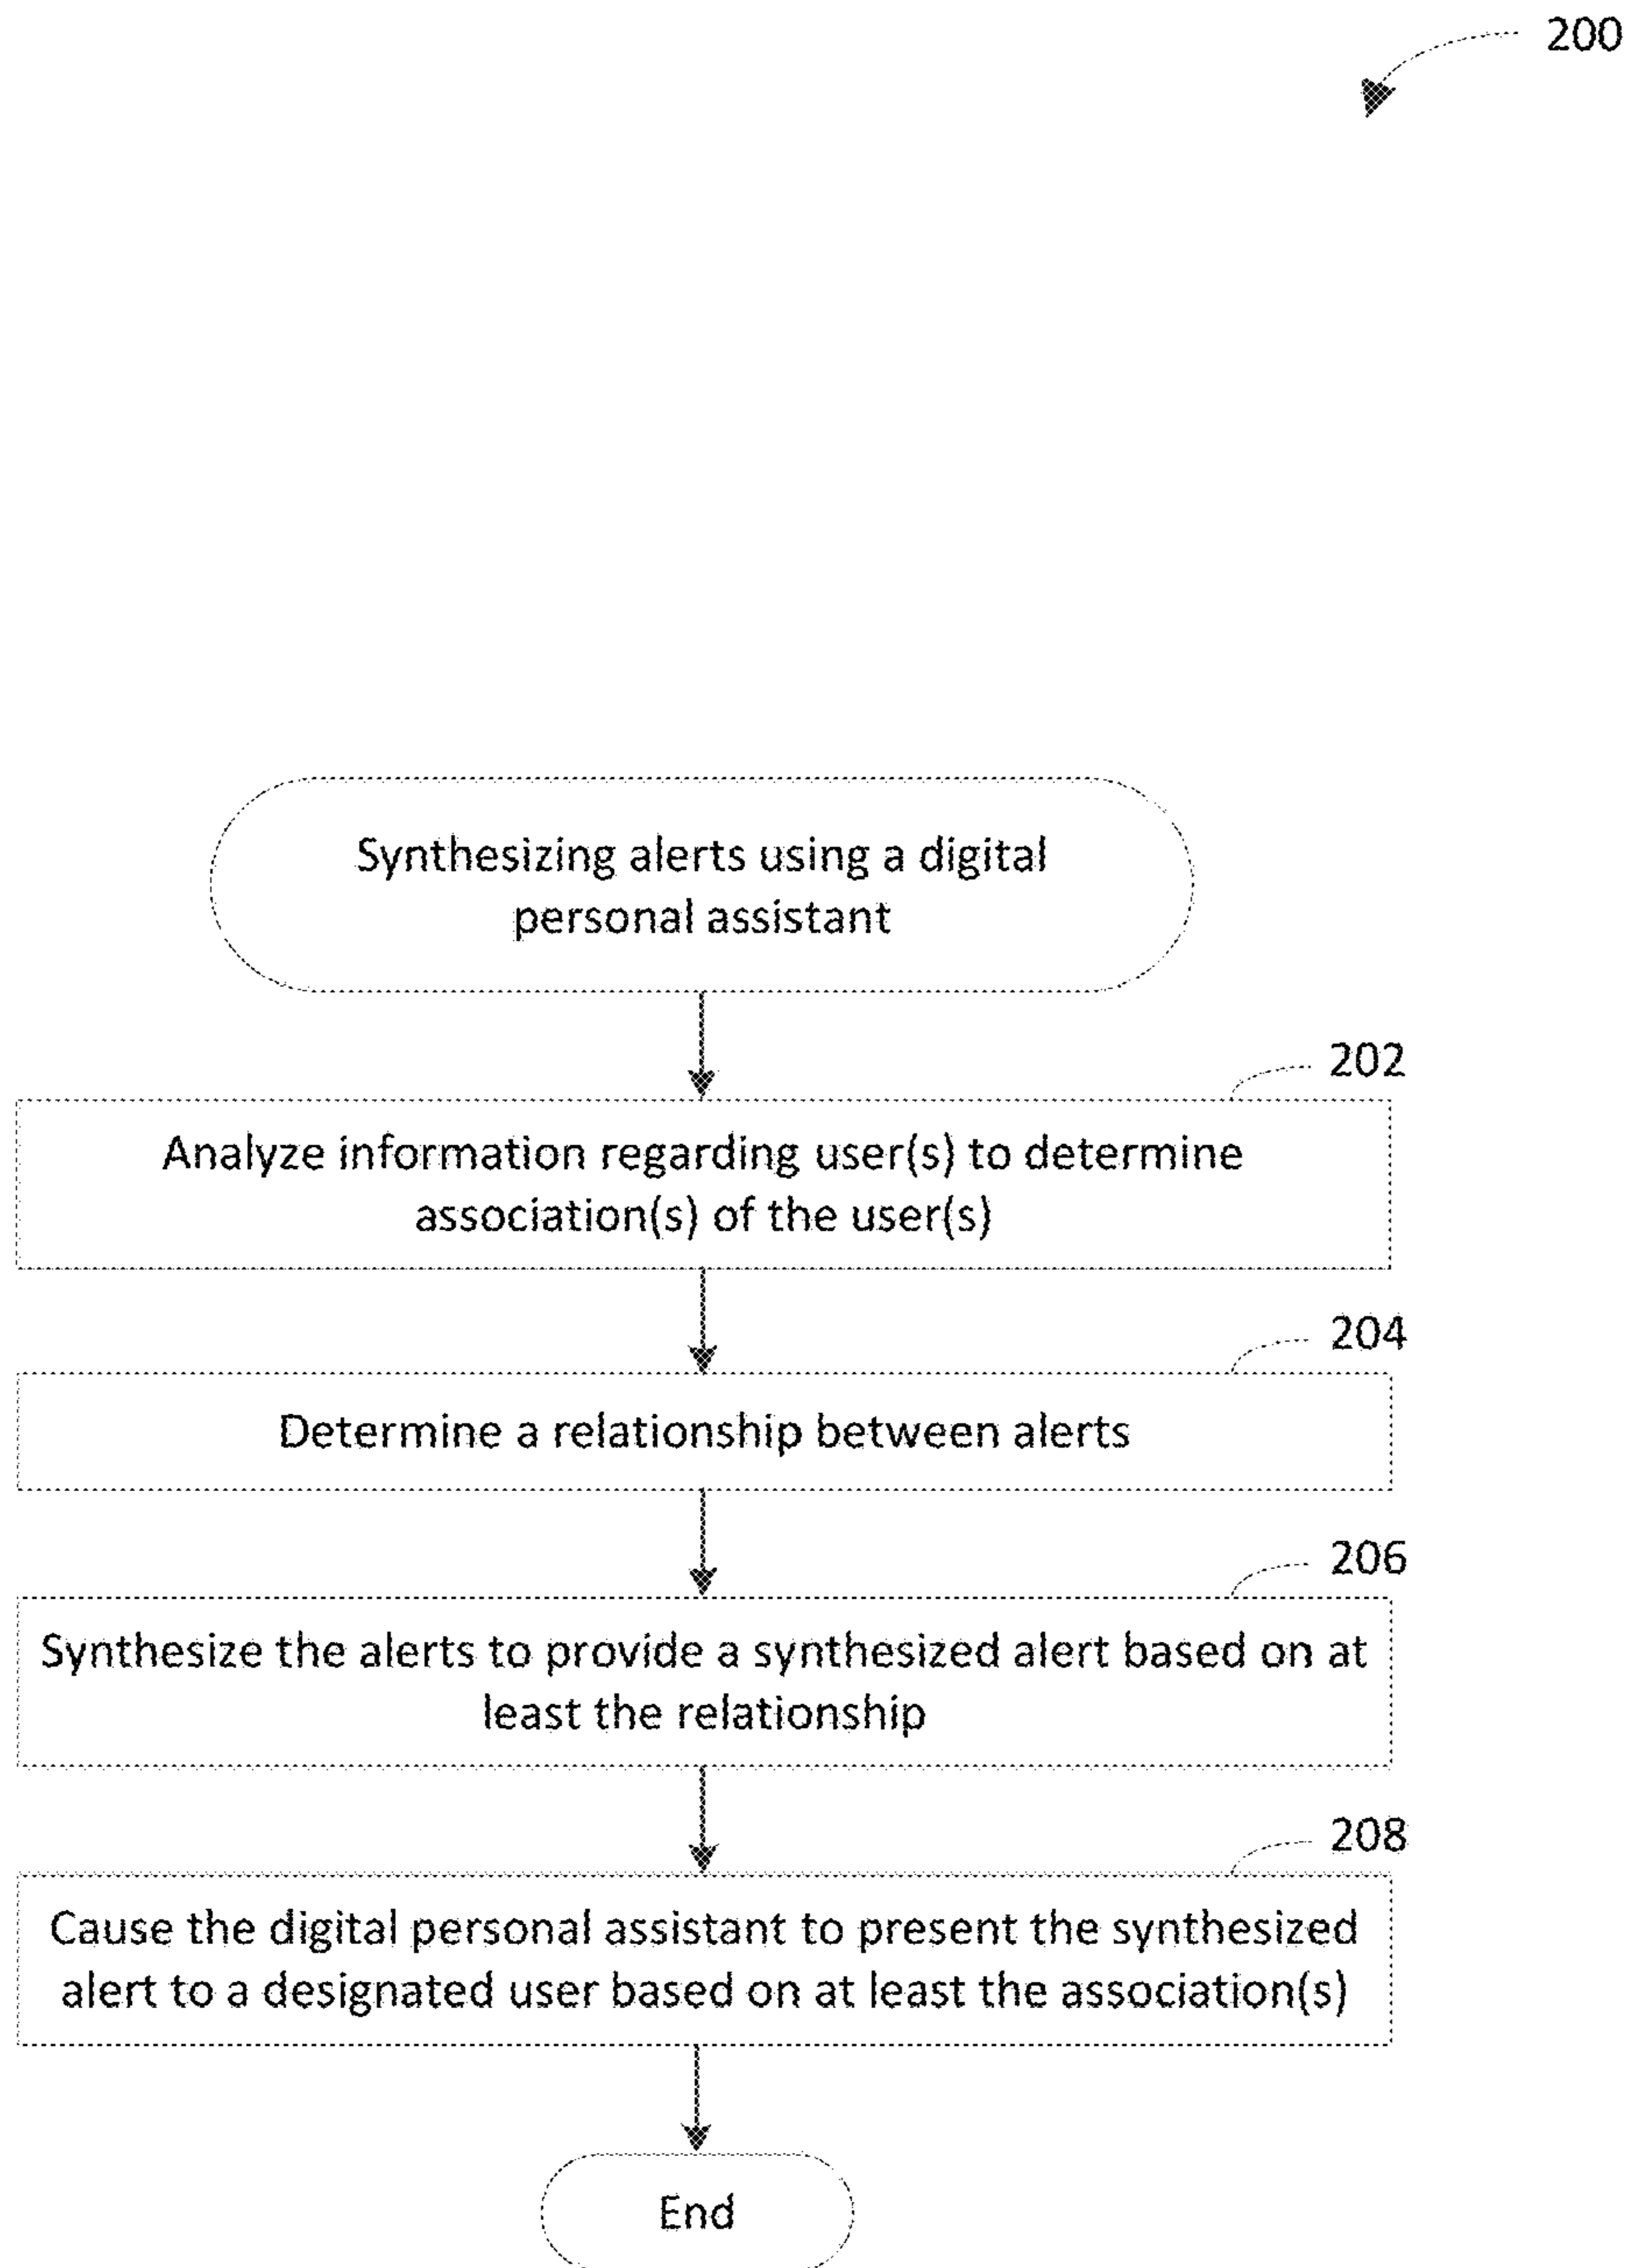 200
Synthesizing alerts using a digital
personal assistant
202
Analyze information regarding user(s) to determine
association(s) of the user(s)
204
Determine a relationship between alerts
206
Synthesize the alerts to provide a synthesized alert based on at
least the relationship
208
Cause the digital personal assistant to present the synthesized
alert to a designated user based on at least the association(s)
End